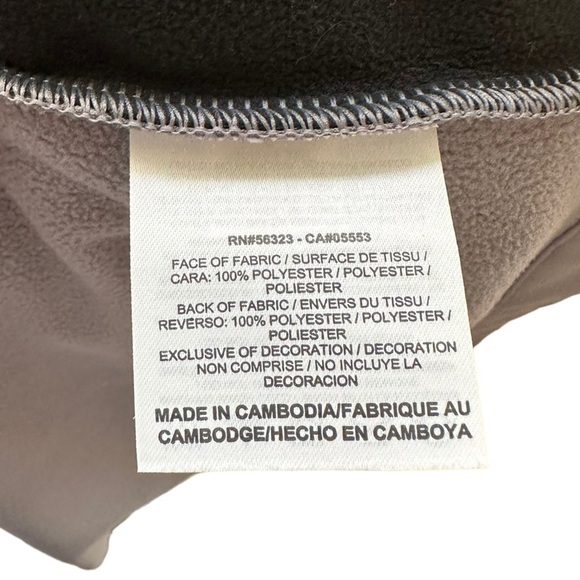 RN#56323 - CA#05553
FACE OF FABRIC / SURFACE DE TISSU /
CARA: 100% POLYESTER / POLYESTER /
POLIESTER
BACK OF FABRIC / ENVERS DU TISSU /
REVERSO: 100% POLYESTER / POLYESTER /
POLIESTER
EXCLUSIVE OF DECORATION / DECORATION
NON COMPRISE / NO INCLUYE LA
DECORACION
MADE IN CAMBODIA/FABRIQUE AU
CAMBODGE/HECHO EN CAMBOYA